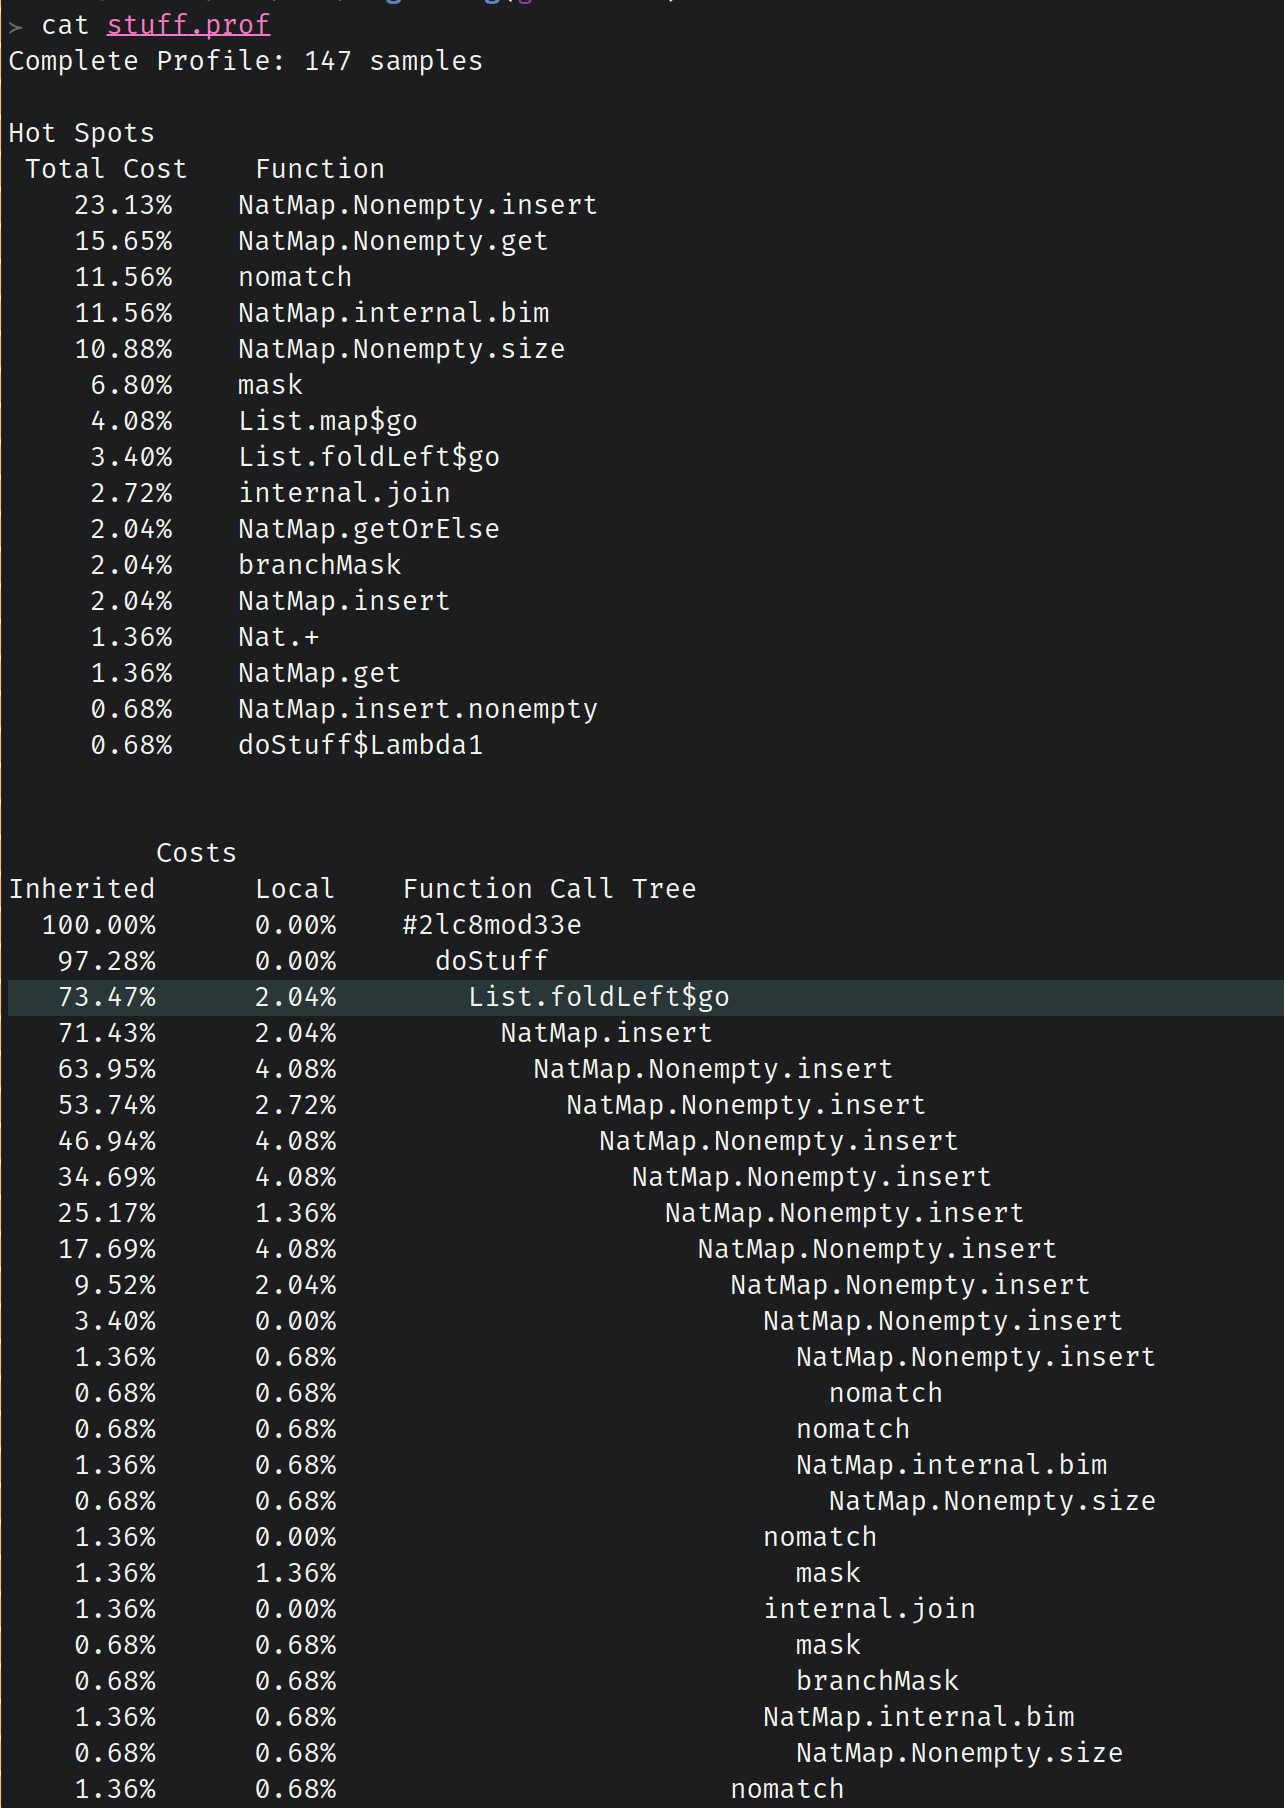 ≻ cat stuff.prof
Complete Profile: 147 samples
Hot Spots
Total Cost    Function
23.13%    NatMap.Nonempty.insert
15.65%    NatMap.Nonempty.get
11.56%    nomatch
11.56%    NatMap.internal.bim
10.88%    NatMap.Nonempty.size
6.80%    mask
4.08%    List.map$go
3.40%    List.foldLeft$go
2.72%    internal.join
2.04%    NatMap.getOrElse
2.04%    branchMask
2.04%    NatMap.insert
1.36%    Nat.+
1.36%    NatMap.get
0.68%    NatMap.insert.nonempty
0.68%    doStuff$Lambda1
Costs
Inherited      Local    Function Call Tree
100.00%      0.00%    #2lc8mod33e
97.28%      0.00%      doStuff
73.47%      2.04%        List.foldLeft$go
71.43%      2.04%          NatMap.insert
63.95%      4.08%            NatMap.Nonempty.insert
53.74%      2.72%              NatMap.Nonempty.insert
46.94%      4.08%                NatMap.Nonempty.insert
34.69%      4.08%                  NatMap.Nonempty.insert
25.17%      1.36%                    NatMap.Nonempty.insert
17.69%      4.08%                      NatMap.Nonempty.insert
9.52%      2.04%                        NatMap.Nonempty.insert
3.40%      0.00%                          NatMap.Nonempty.insert
1.36%      0.68%                            NatMap.Nonempty.insert
0.68%      0.68%                              nomatch
0.68%      0.68%                            nomatch
1.36%      0.68%                            NatMap.internal.bim
0.68%      0.68%                              NatMap.Nonempty.size
1.36%      0.00%                          nomatch
1.36%      1.36%                            mask
1.36%      0.00%                          internal.join
0.68%      0.68%                            mask
0.68%      0.68%                            branchMask
1.36%      0.68%                          NatMap.internal.bim
0.68%      0.68%                            NatMap.Nonempty.size
1.36%      0.68%                        nomatch